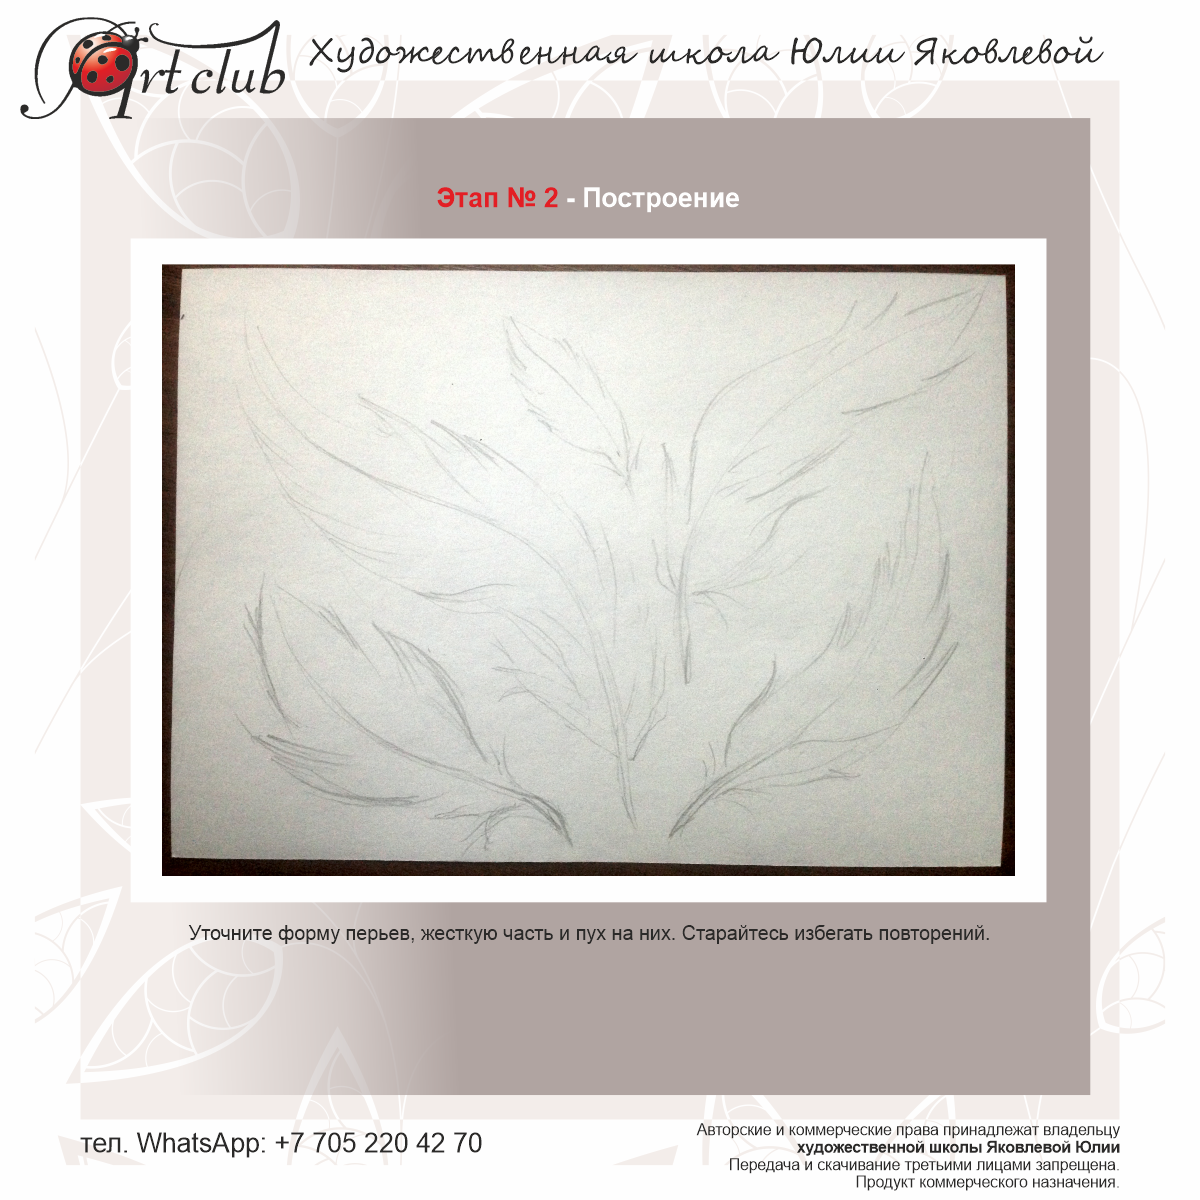 Art club
Художественная школа Юлии Яковлевой
Этап № 2 - Построение
Уточните форму перьев, жесткую часть и пух на них. Старайтесь избегать повторений.
тел. WhatsApp: +7 705 220 42 70
Авторские и коммерческие права принадлежат владельцу
художественной школы Яковлевой Юлии
Передача и скачивание третьими лицами запрещена.
Продукт коммерческого назначения.